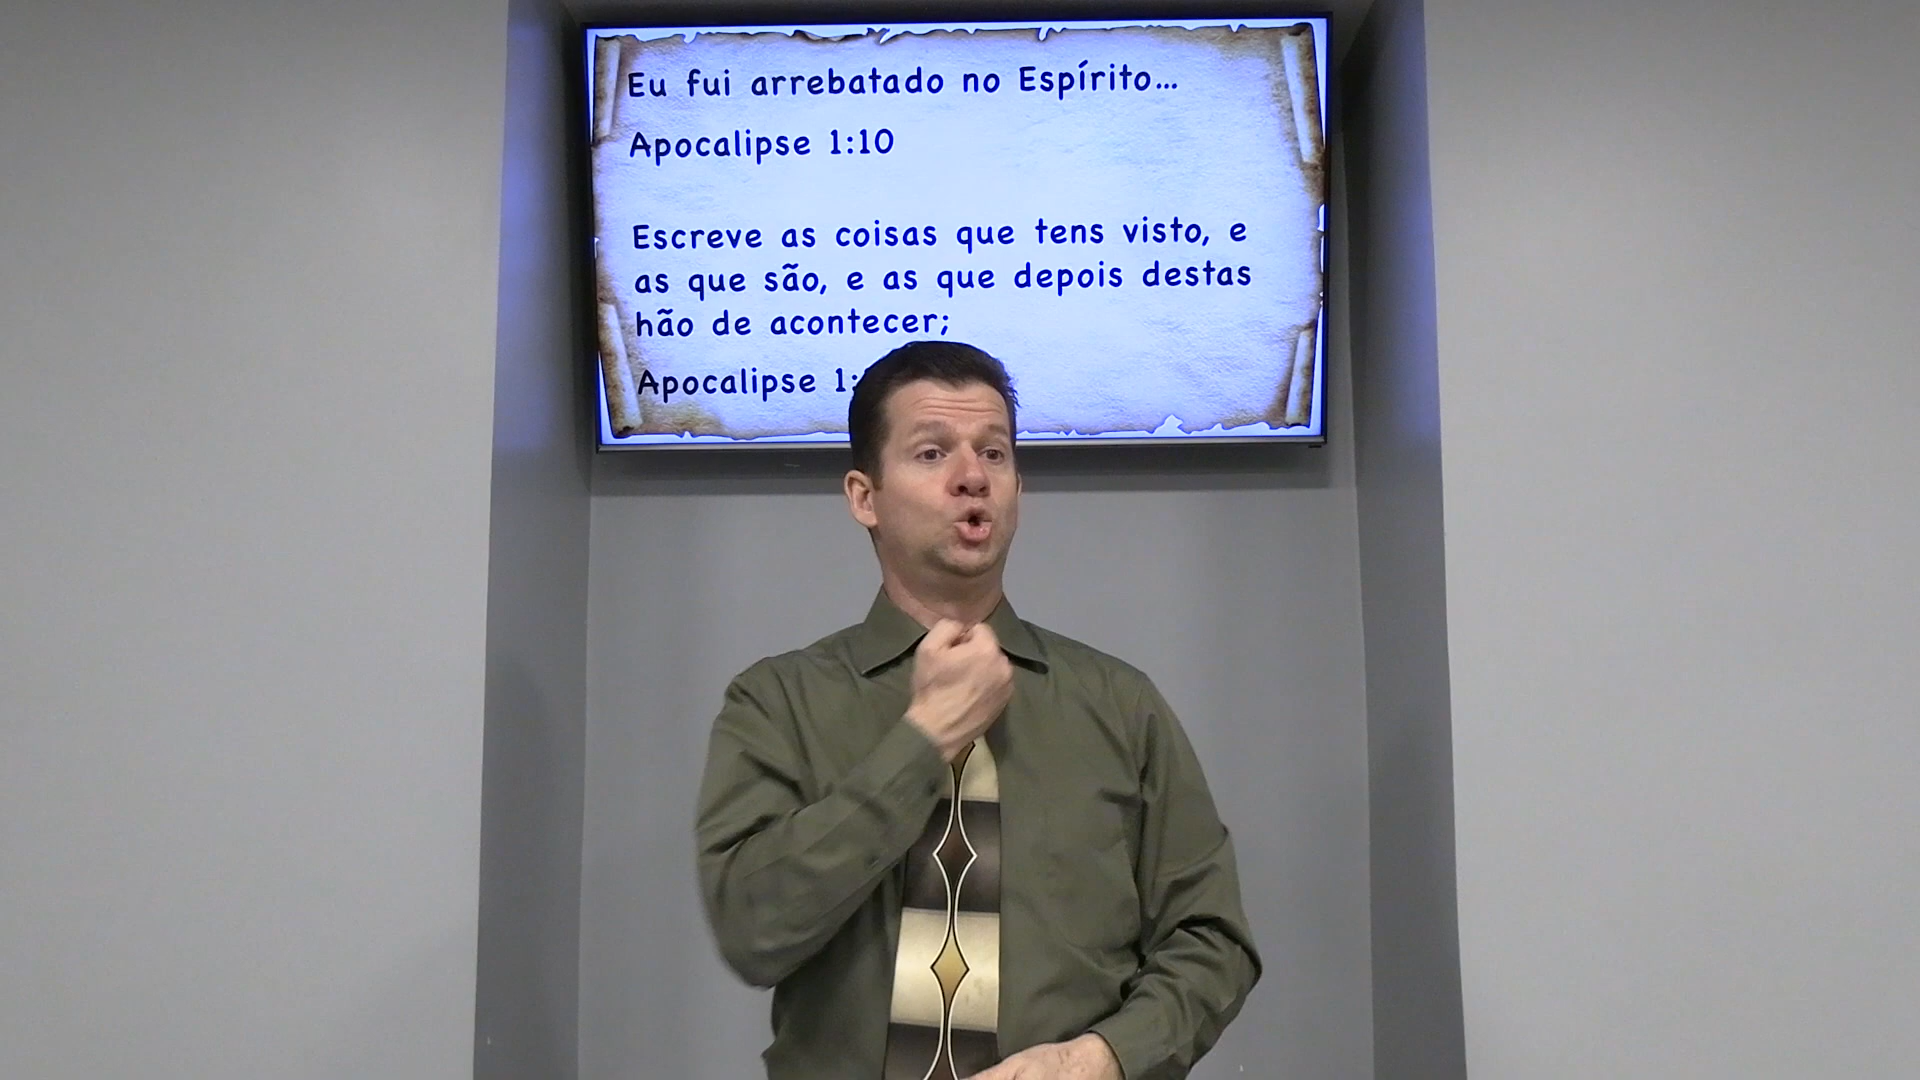 Eu fui arrebatado no Espírito...
Apocalipse 1:10
Escreve as coisas que tens visto, e
as que são, e as que depois destas
hão de acontecer;
Apocalipse 1: